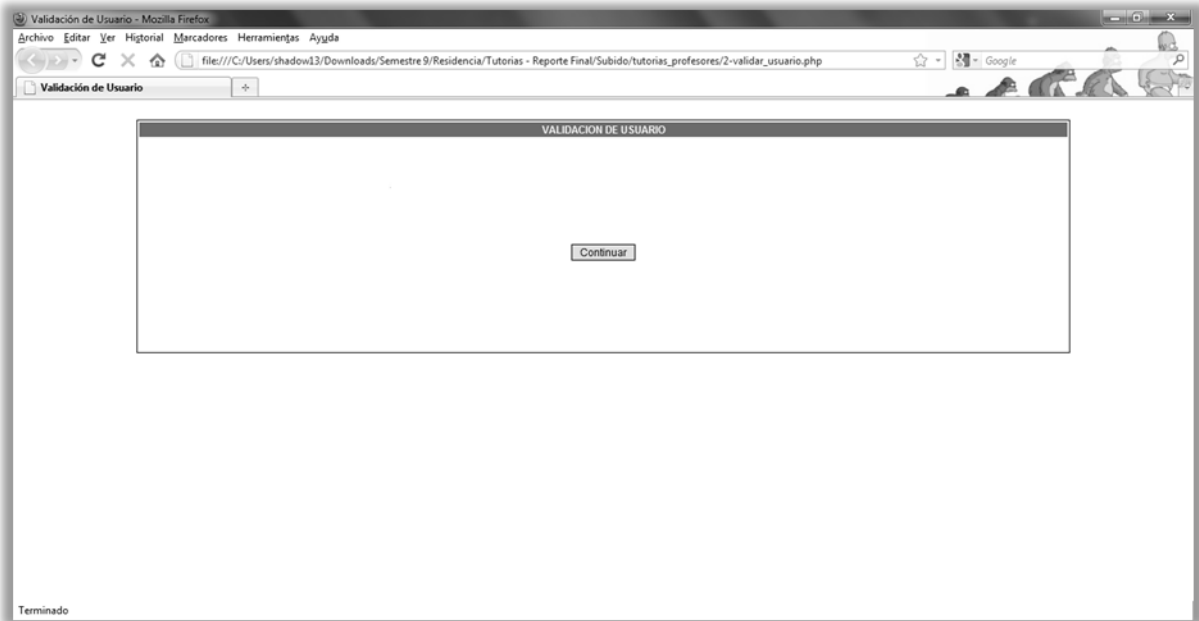 Validación de Usuario - Mozilla Firefox
Archivo Editar Ver Historial Marcadores Herramientas Ayuda
file:///C:/Users/shadow13/Downloads/Semestre 9/Residencia/Tutorias - Reporte Final/Subido/tutorias_profesores/2-validar_usuario.php
Google
Validación de Usuario
VALIDACION DE USUARIO
Continuar
Terminado